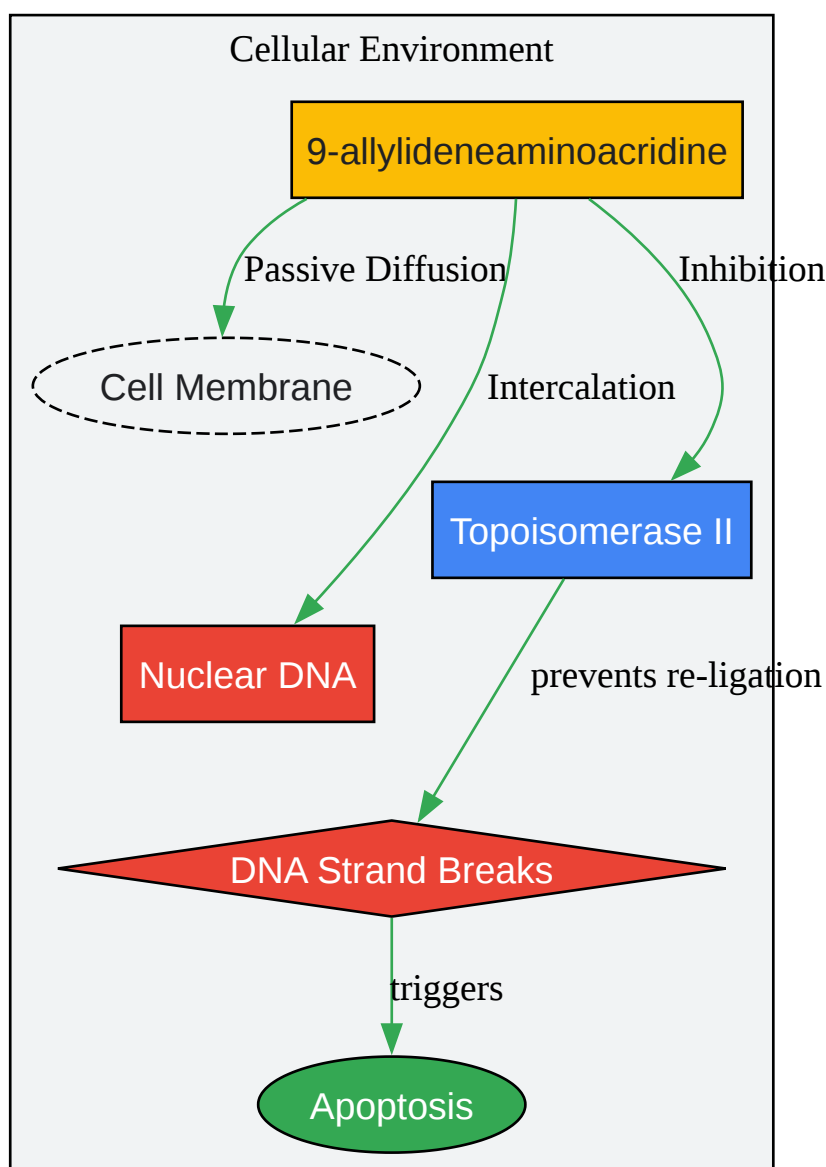 Cellular Environment
9-allylideneaminoacridine
Passive Diffusion
Inhibition
Cell Membrane
Intercalation
Topoisomerase II
Nuclear DNA
prevents re-ligation
DNA Strand Breaks
triggers
Apoptosis